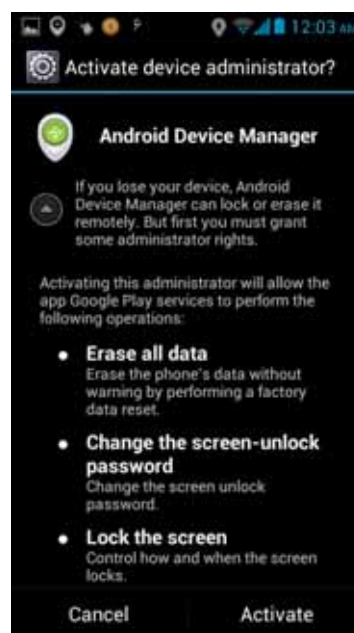 12:03 AM
Activate device administrator?
Android Device Manager
If you lose your device, Android
Device Manager can lock or erase it
remotely. But first you must grant
some administrator rights.
Activating this administrator will allow the
app Google Play services to perform the
following operations:
Erase all data
Erase the phone's data without
warning by performing a factory
data reset.
Change the screen-unlock
password
Change the screen unlock
password.
Lock the screen
Control how and when the screen
locks.
Cancel Activate